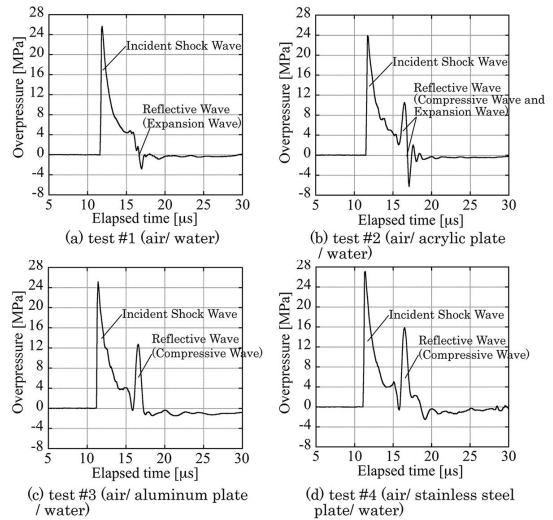 Overpressure [MPa]
28
24
20
16
12
8
4
0
-4
-8
Incident Shock Wave
Reflective Wave
(Expansion Wave)
5 10 15 20 25 30
Elapsed time [μs]
(a) test #1 (air/ water)
Overpressure [MPa]
28
24
20
16
12
8
4
0
-4
-8
Incident Shock Wave
Reflective Wave
(Compressive Wave and
Expansion Wave)
5 10 15 20 25 30
Elapsed time [μs]
(b) test #2 (air/ acrylic plate
/ water)
Overpressure [MPa]
28
24
20
16
12
8
4
0
-4
-8
Incident Shock Wave
Reflective Wave
(Compressive Wave)
5 10 15 20 25 30
Elapsed time [μs]
(c) test #3 (air/ aluminum plate
/ water)
Overpressure [MPa]
28
24
20
16
12
8
4
0
-4
-8
Incident Shock Wave
Reflective Wave
(Compressive Wave)
5 10 15 20 25 30
Elapsed time [μs]
(d) test #4 (air/ stainless steel
plate/ water)